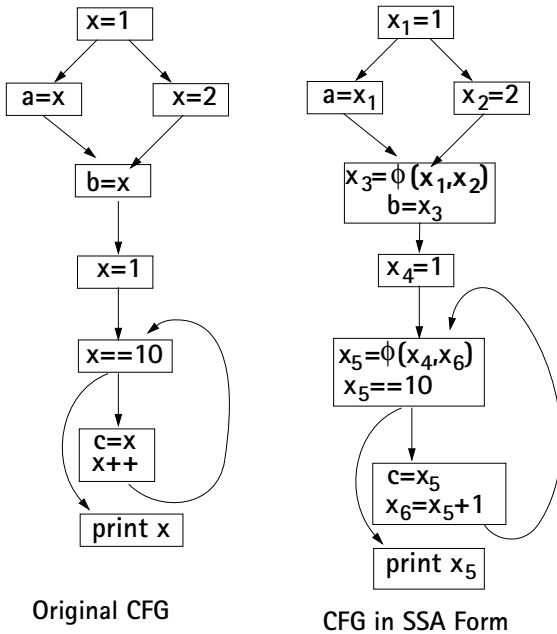 x=1
a=x
x=2
b=x
x=1
x==10
c=x
x++
print x
Original CFG
x₁=1
a=x₁
x₂=2
x₃=ϕ(x₁,x₂)
b=x₃
x₄=1
x₅=ϕ(x₄,x₆)
x₅==10
c=x₅
x₆=x₅+1
print x₅
CFG in SSA Form